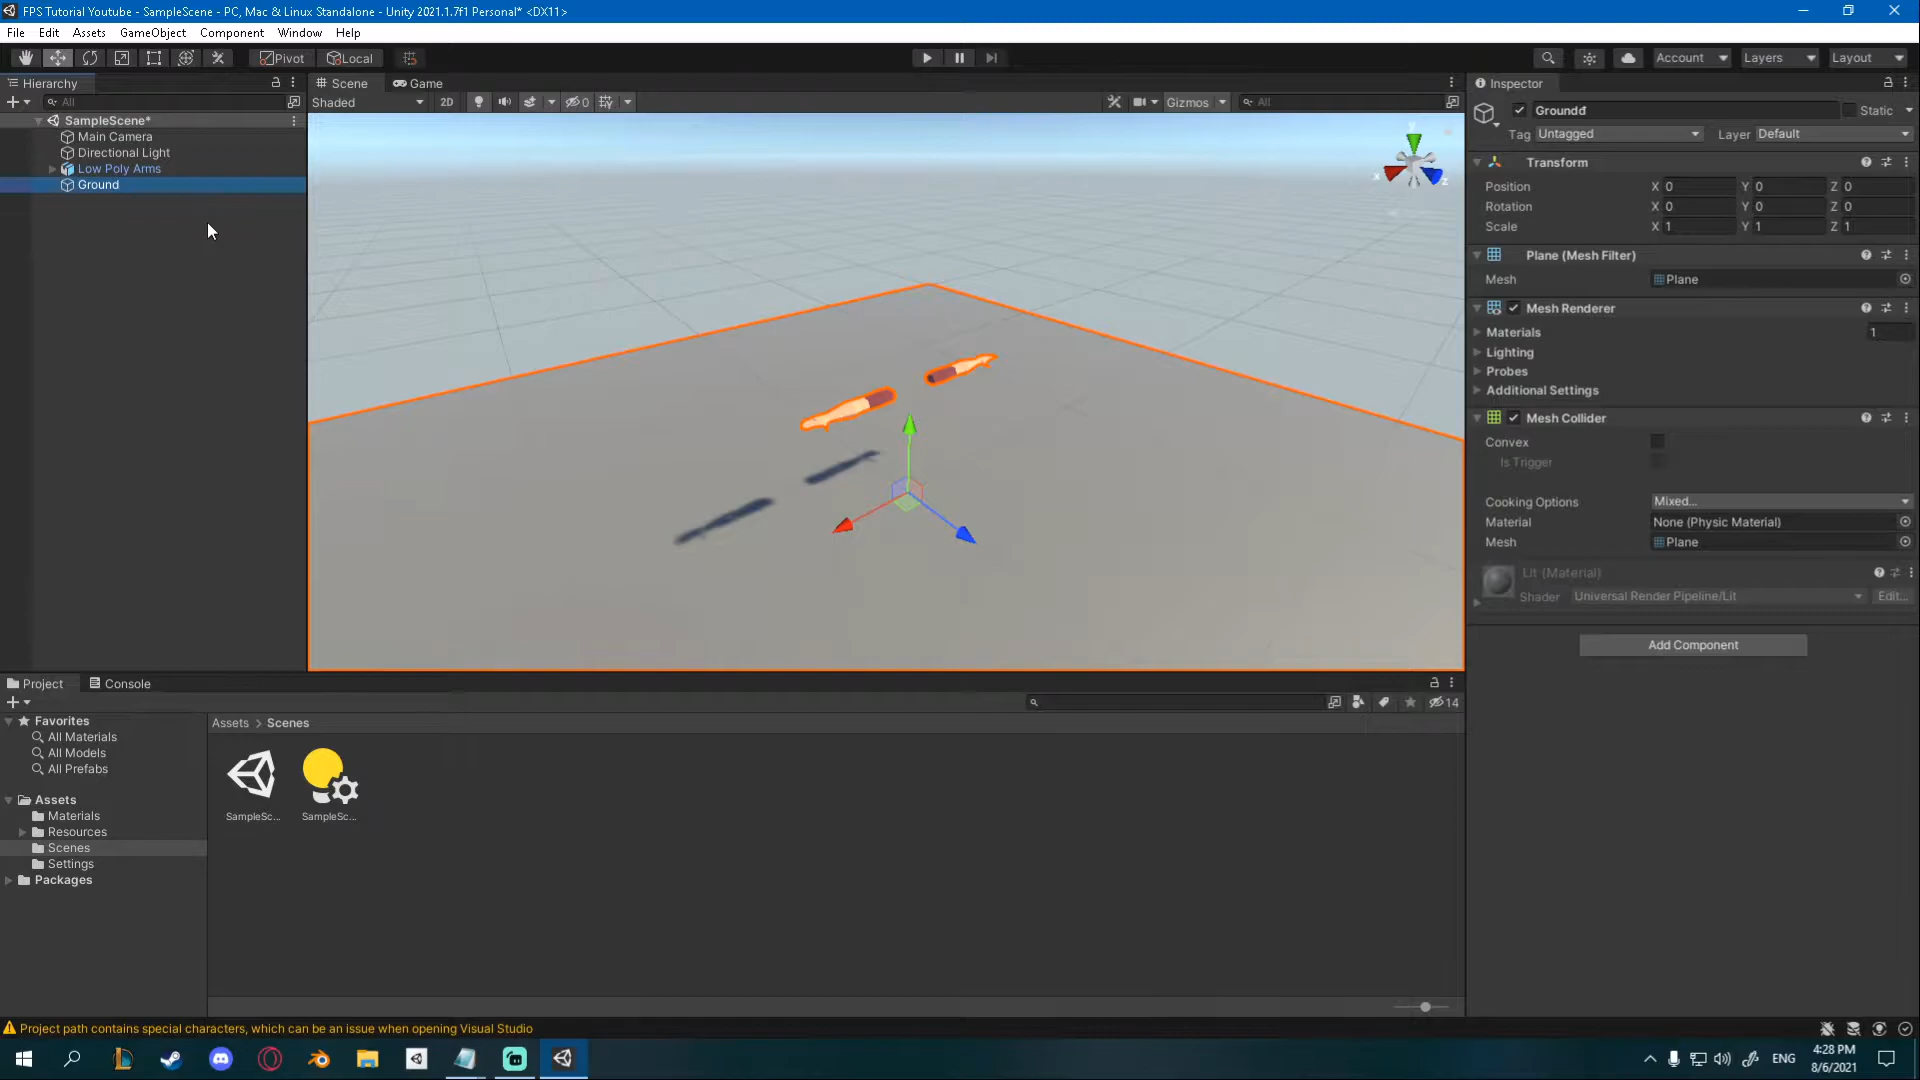 FPS Tutorial Youtube - SampleScene - PC, Mac & Linux Standalone - Unity 2021.1.7f1 Personal* <DX11>
File Edit Assets GameObject Component Window Help
Pivot Local Account Layers Layout
Hierarchy
All
SampleScene*
Main Camera
Directional Light
Low Poly Arms
Ground
Scene Game
Shaded 2D 0 Gizmos All
y
x
z
Inspector
Static
Tag Untagged Layer Default
Transform
Position X 0 Y 0 Z 0
Rotation X 0 Y 0 Z 0
Scale X 1 Y 1 Z 1
Plane (Mesh Filter)
Mesh Plane
Mesh Renderer
Materials 1
Lighting
Probes
Additional Settings
Mesh Collider
Convex
Is Trigger
Cooking Options Mixed...
Material None (Physic Material)
Mesh Plane
Lit (Material)
Shader Universal Render Pipeline/Lit Edit...
Add Component
Project Console
14
Favorites
All Materials
All Models
All Prefabs
Assets
Materials
Resources
Scenes
Settings
Packages
Assets > Scenes
SampleSc... SampleSc...
Project path contains special characters, which can be an issue when opening Visual Studio
ENG
4:28 PM
8/6/2021